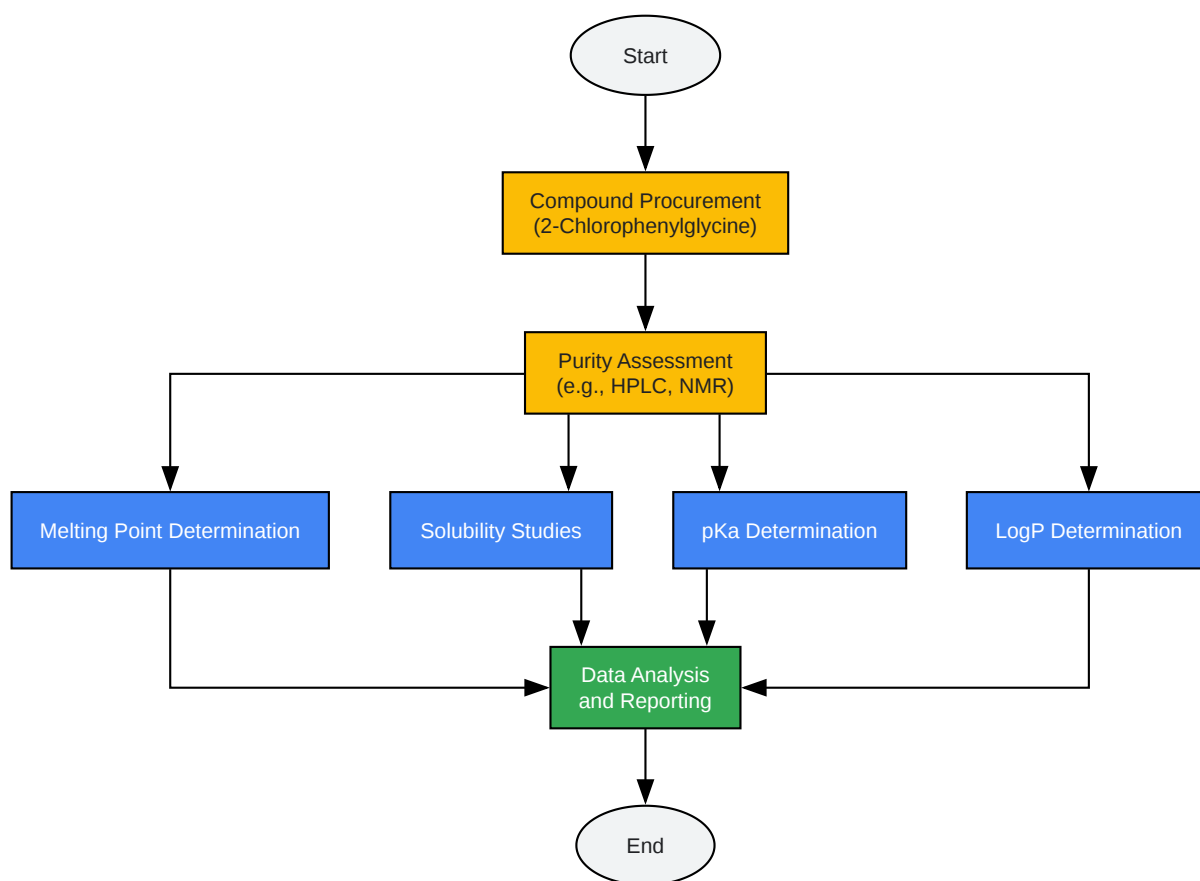 Start
Compound Procurement
(2-Chlorophenylglycine)
Purity Assessment
(e.g., HPLC, NMR)
Melting Point Determination
Solubility Studies
pKa Determination
LogP Determination
Data Analysis
and Reporting
End